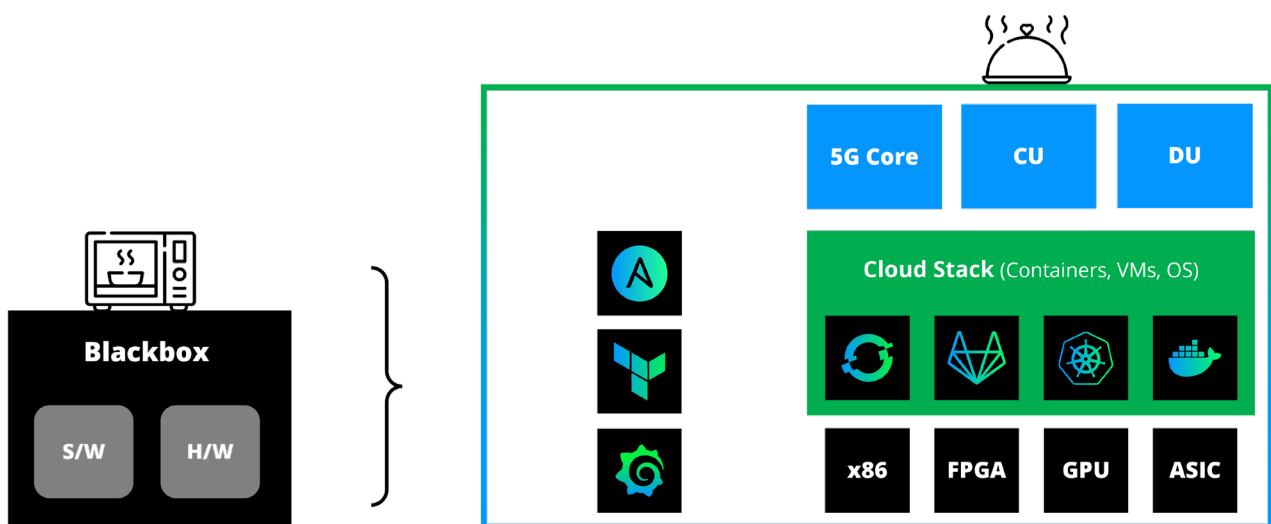 Blackbox
S/W
H/W
5G Core
CU
DU
Cloud Stack (Containers, VMs, OS)
x86
FPGA
GPU
ASIC